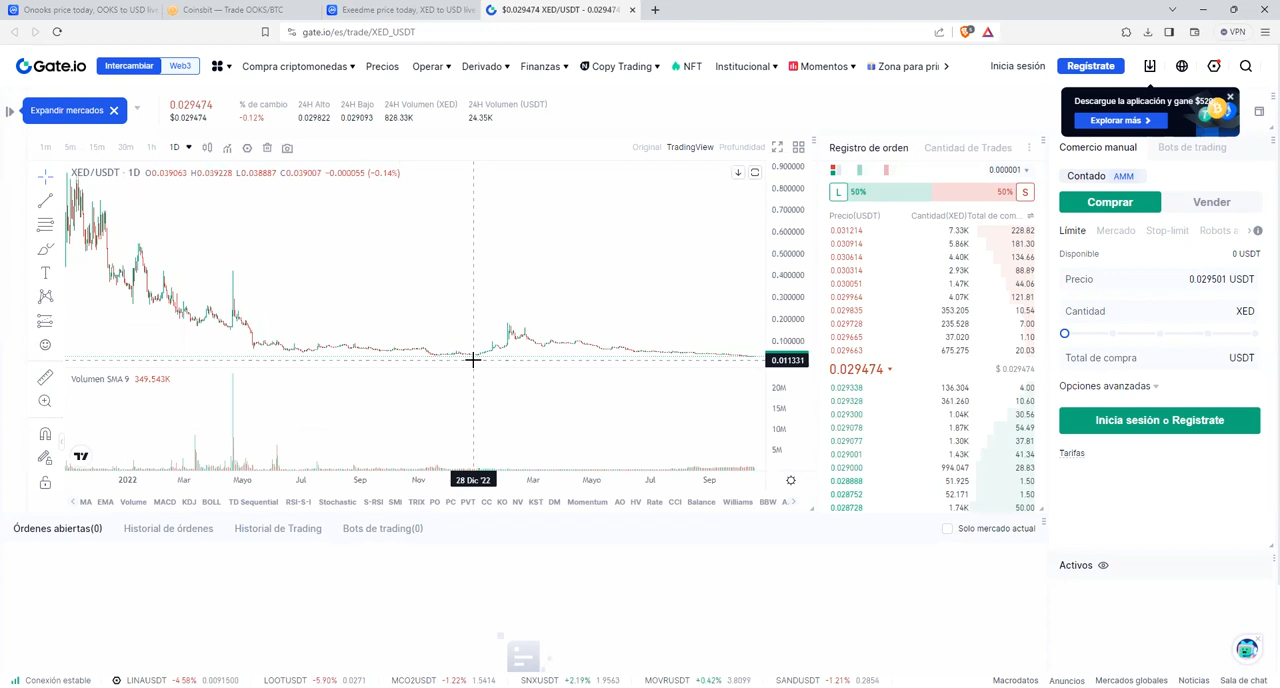 Onooks price today, OOKS to USD live
Coinsbit — Trade OOKS/BTC
Exeedme price today, XED to USD live
$0.029474 XED/USDT - 0.029474
gate.io/es/trade/XED_USDT
VPN
Gate.io
Intercambiar Web3
Compra criptomonedas Precios Operar Derivado Finanzas Copy Trading NFT Institucional Momentos Zona para pri
Inicia sesión Regístrate
Expandir mercados
0.029474 % de cambio 24H Alto 24H Bajo 24H Volumen (XED) 24H Volumen (USDT)
$0.029474 -0.12% 0.029822 0.029093 828.33K 24.35K
Descargue la aplicación y gane $520
Explorar más
1m 5m 15m 30m 1h 1D
Original TradingView Profundidad
XED/USDT · 1D O0.039063 H0.039228 L0.038887 C0.039007 -0.000055 (-0.14%)
0.900000
0.800000
0.700000
0.600000
0.500000
0.400000
0.300000
0.200000
0.100000
0.011331
Volumen SMA 9 349.543K
20M
15M
10M
5M
2022 Mar Mayo Jul Sep Nov 28 Dic '22 Mar Mayo Jul Sep
MA EMA Volume MACD KDJ BOLL TD Sequential RSI-S-I Stochastic S-RSI SMI TRIX PO PC PVT CC KO NV KST DM Momentum AO HV Rate CCI Balance Williams BBW A.
Registro de orden Cantidad de Trades
0.000001
L 50% 50% S
Precio(USDT) Cantidad(XED) Total de com...
0.031214 7.33K 228.82
0.030914 5.86K 181.30
0.030614 4.40K 134.66
0.030314 2.93K 88.89
0.030051 1.47K 44.06
0.029964 4.07K 121.81
0.029835 353.205 10.54
0.029728 235.528 7.00
0.029665 37.020 1.10
0.029663 675.275 20.03
0.029474 $ 0.029474
0.029338 136.304 4.00
0.029328 361.260 10.60
0.029300 1.04K 30.56
0.029078 1.87K 54.49
0.029077 1.30K 37.81
0.029001 1.43K 41.34
0.029000 994.047 28.83
0.028888 51.925 1.50
0.028752 52.171 1.50
0.028728 1.74K 50.00
Comercio manual Bots de trading
Contado AMM
Comprar Vender
Límite Mercado Stop-limit Robots
Disponible 0 USDT
Precio 0.029501 USDT
Cantidad XED
Total de compra USDT
Opciones avanzadas
Inicia sesión o Regístrate
Tarifas
Órdenes abiertas(0) Historial de órdenes Historial de Trading Bots de trading(0)
Solo mercado actual
Activos
Conexión estable LINAUSDT -4.58% 0.0091500 LOOTUSDT -5.90% 0.0271 MCO2USDT -1.22% 1.5414 SNXUSDT +2.19% 1.9563 MOVRUSDT +0.42% 3.8099 SANDUSDT -1.21% 0.2854 Macrodatos Anuncios Mercados globales Noticias Sala de chat